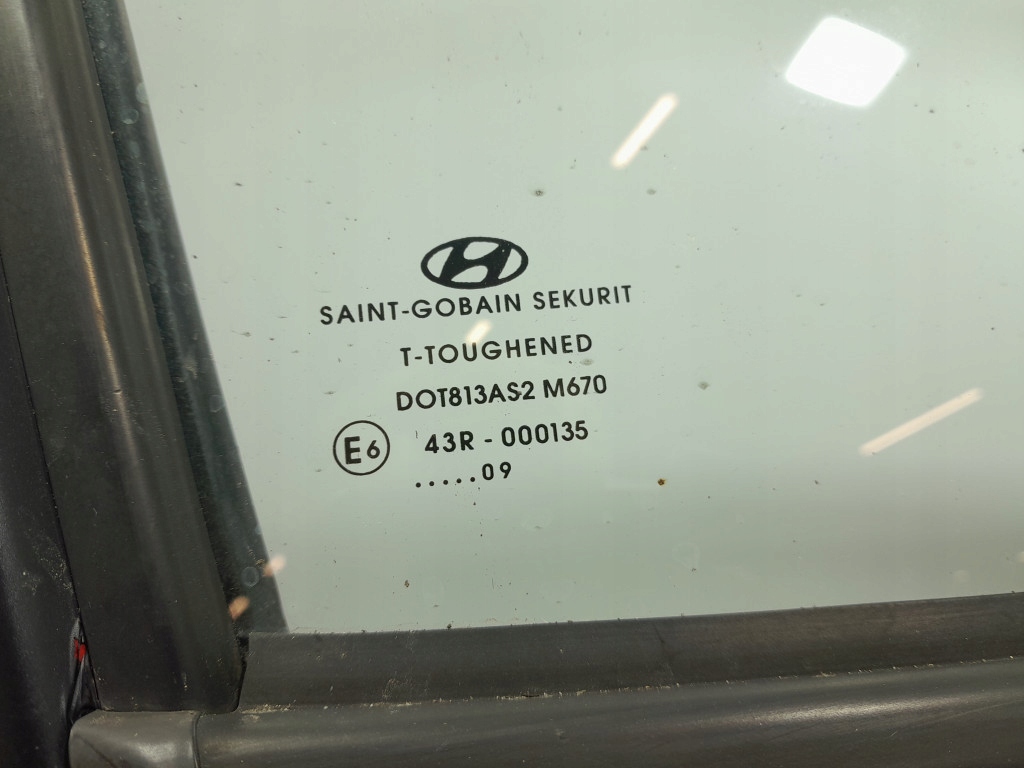 SAINT-GOBAIN SEKURIT
T-TOUGHENED
DOT813AS2 M670
E6 43R - 000135
.....09